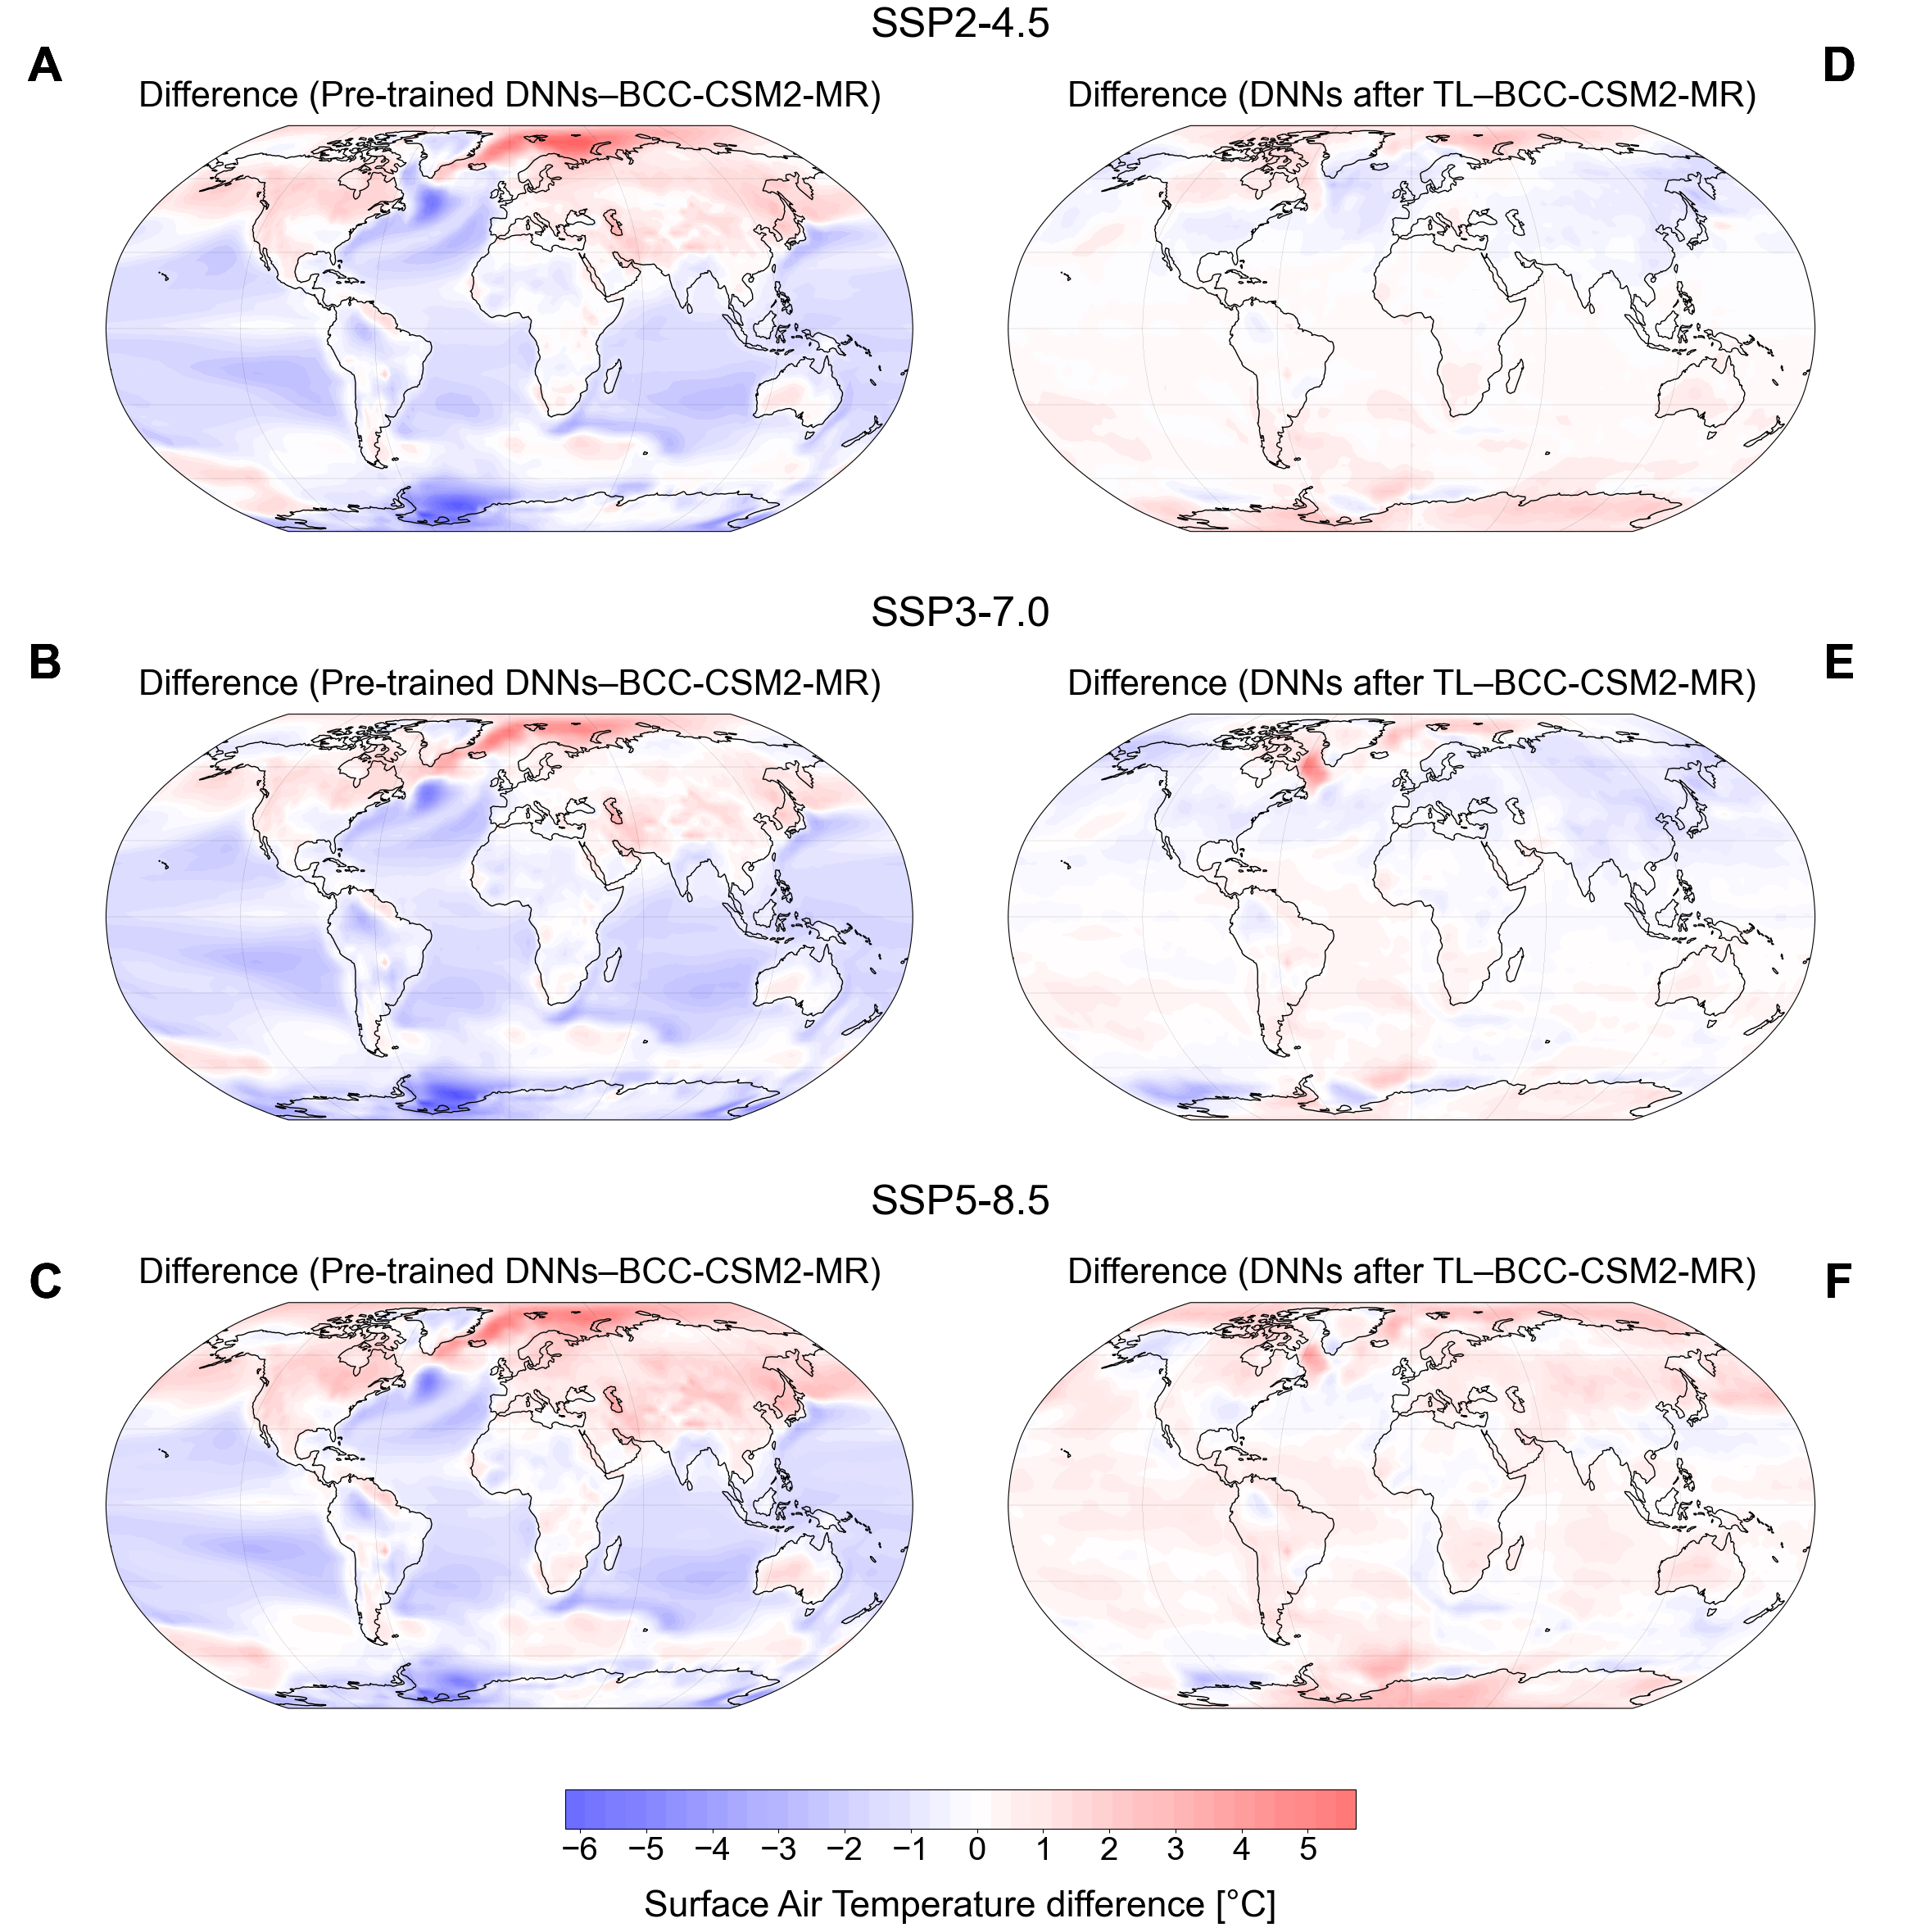 SSP2-4.5
A
D
Difference (Pre-trained DNNs–BCC-CSM2-MR)
Difference (DNNs after TL–BCC-CSM2-MR)
SSP3-7.0
B
E
Difference (Pre-trained DNNs–BCC-CSM2-MR)
Difference (DNNs after TL–BCC-CSM2-MR)
SSP5-8.5
C
F
Difference (Pre-trained DNNs–BCC-CSM2-MR)
Difference (DNNs after TL–BCC-CSM2-MR)
−6 −5 −4 −3 −2 −1 0 1 2 3 4 5
Surface Air Temperature difference [°C]